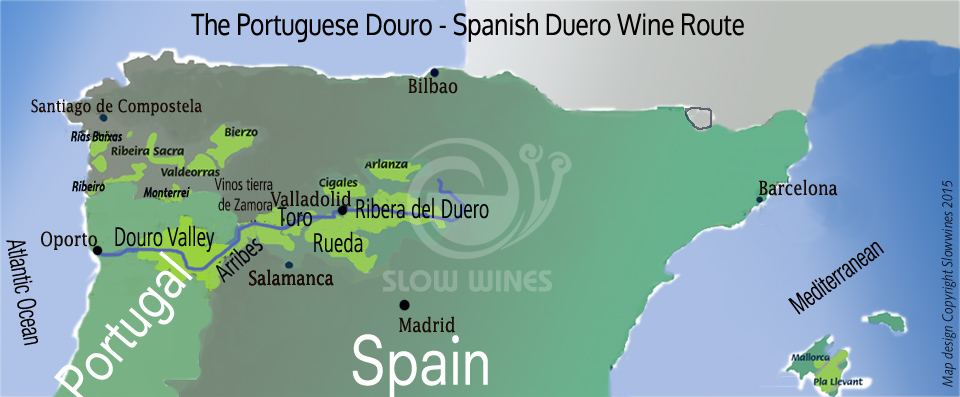 The Portuguese Douro - Spanish Duero Wine Route
Bilbao
Santiago de Compostela
Rias Baixas
Bierzo
Ribeira Sacra
Valdeorras
Arlanza
Ribeiro
Monterrei
Vinos tierra
de Zamora
Cigales
Valladolid
Barcelona
Toro
Ribera del Duero
Oporto
Douro Valley
Arribes
Rueda
Salamanca
SLOW WINES
Atlantic Ocean
Mediterranean
Madrid
Portugal
Spain
Mallorca
Pla Llevant
Map design Copyright Slowwines 2015